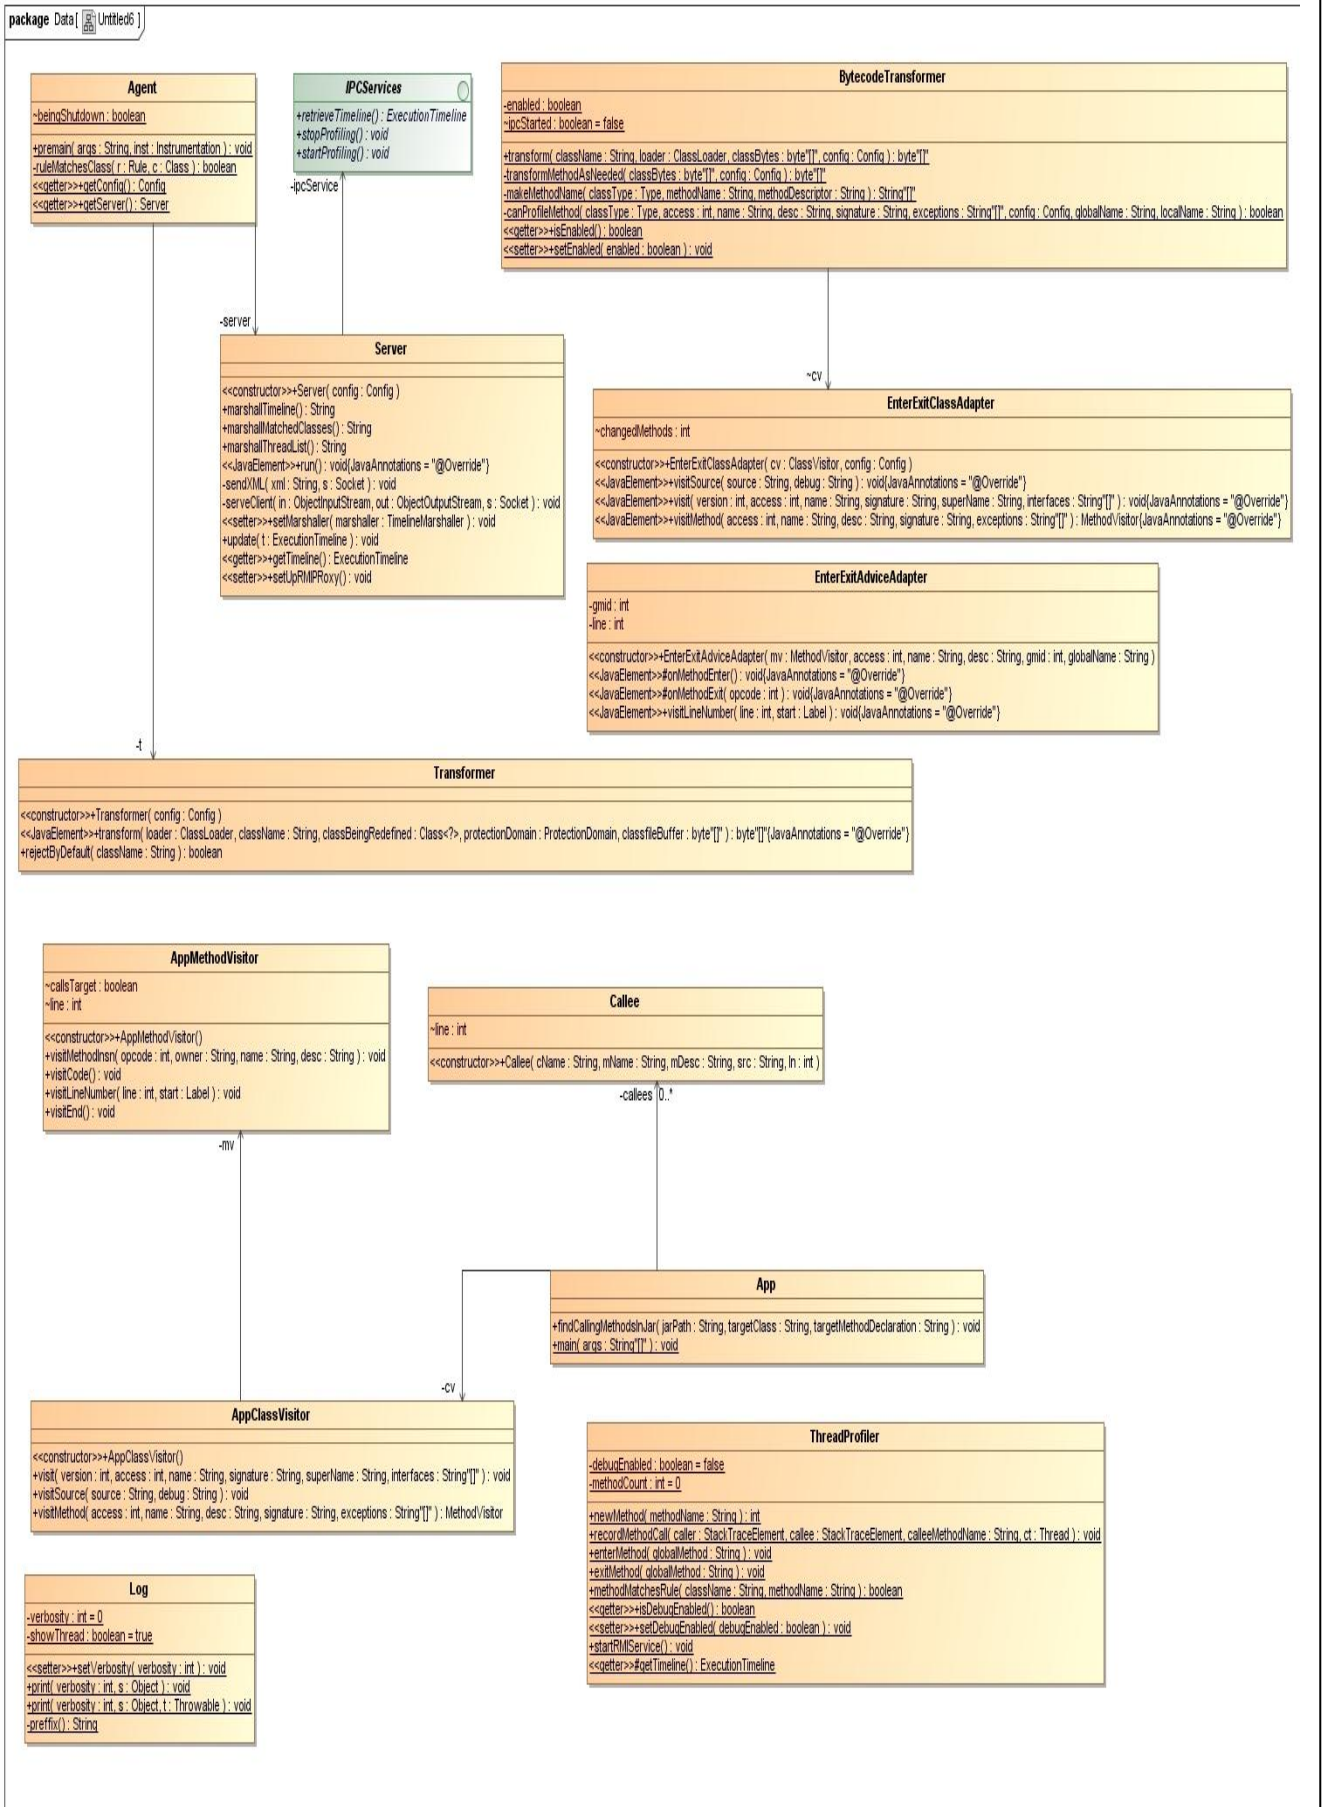 package Data [ Untitled6 ]
Agent
~beingShutdown : boolean
+premain( args : String, inst : Instrumentation ) : void
-ruleMatchesClass( r : Rule, c : Class ) : boolean
<<getter>>+getConfig() : Config
<<getter>>+getServer() : Server
IPCServices
+retrieveTimeline() : ExecutionTimeline
+stopProfiling() : void
+startProfiling() : void
-ipcService
BytecodeTransformer
-enabled : boolean
~ipcStarted : boolean = false
+transform( className : String, loader : ClassLoader, classBytes : byte"[]", config : Config ) : byte"[]"
-transformMethodAsNeeded( classBytes : byte"[]", config : Config ) : byte"[]"
-makeMethodName( classType : Type, methodName : String, methodDescriptor : String ) : String"[]"
-canProfileMethod( classType : Type, access : int, name : String, desc : String, signature : String, exceptions : String"[]", config : Config, globalName : String, localName : String ) : boolean
<<getter>>+isEnabled() : boolean
<<setter>>+setEnabled( enabled : boolean ) : void
-server
Server
<<constructor>>+Server( config : Config )
+marshallTimeline() : String
+marshallMatchedClasses() : String
+marshallThreadList() : String
<<JavaElement>>+run() : void{JavaAnnotations = "@Override"}
-sendXML( xml : String, s : Socket ) : void
-serveClient( in : ObjectInputStream, out : ObjectOutputStream, s : Socket ) : void
<<setter>>+setMarshaller( marshaller : TimelineMarshaller ) : void
+update( t : ExecutionTimeline ) : void
<<getter>>+getTimeline() : ExecutionTimeline
<<setter>>+setUpRMIPRoxy() : void
~cv
EnterExitClassAdapter
~changedMethods : int
<<constructor>>+EnterExitClassAdapter( cv : ClassVisitor, config : Config )
<<JavaElement>>+visitSource( source : String, debug : String ) : void{JavaAnnotations = "@Override"}
<<JavaElement>>+visit( version : int, access : int, name : String, signature : String, superName : String, interfaces : String"[]" ) : void{JavaAnnotations = "@Override"}
<<JavaElement>>+visitMethod( access : int, name : String, desc : String, signature : String, exceptions : String"[]" ) : MethodVisitor{JavaAnnotations = "@Override"}
EnterExitAdviceAdapter
-gmid : int
-line : int
<<constructor>>+EnterExitAdviceAdapter( mv : MethodVisitor, access : int, name : String, desc : String, gmid : int, globalName : String )
<<JavaElement>>#onMethodEnter() : void{JavaAnnotations = "@Override"}
<<JavaElement>>#onMethodExit( opcode : int ) : void{JavaAnnotations = "@Override"}
<<JavaElement>>+visitLineNumber( line : int, start : Label ) : void{JavaAnnotations = "@Override"}
-t
Transformer
<<constructor>>+Transformer( config : Config )
<<JavaElement>>+transform( loader : ClassLoader, className : String, classBeingRedefined : Class<?>, protectionDomain : ProtectionDomain, classfileBuffer : byte"[]" ) : byte"[]"{JavaAnnotations = "@Override"}
+rejectByDefault( className : String ) : boolean
AppMethodVisitor
~callsTarget : boolean
~line : int
<<constructor>>+AppMethodVisitor()
+visitMethodInsn( opcode : int, owner : String, name : String, desc : String ) : void
+visitCode() : void
+visitLineNumber( line : int, start : Label ) : void
+visitEnd() : void
-mv
Callee
~line : int
<<constructor>>+Callee( cName : String, mName : String, mDesc : String, src : String, ln : int )
-callees 0..*
App
+findCallingMethodsInJar( jarPath : String, targetClass : String, targetMethodDeclaration : String ) : void
+main( args : String"[]" ) : void
-cv
AppClassVisitor
<<constructor>>+AppClassVisitor()
+visit( version : int, access : int, name : String, signature : String, superName : String, interfaces : String"[]" ) : void
+visitSource( source : String, debug : String ) : void
+visitMethod( access : int, name : String, desc : String, signature : String, exceptions : String"[]" ) : MethodVisitor
ThreadProfiler
-debugEnabled : boolean = false
-methodCount : int = 0
+newMethod( methodName : String ) : int
+recordMethodCall( caller : StackTraceElement, callee : StackTraceElement, calleeMethodName : String, ct : Thread ) : void
+enterMethod( globalMethod : String ) : void
+exitMethod( globalMethod : String ) : void
+methodMatchesRule( className : String, methodName : String ) : boolean
<<getter>>+isDebugEnabled() : boolean
<<setter>>+setDebugEnabled( debugEnabled : boolean ) : void
+startRMIService() : void
<<getter>>#getTimeline() : ExecutionTimeline
Log
-verbosity : int = 0
-showThread : boolean = true
<<setter>>+setVerbosity( verbosity : int ) : void
+print( verbosity : int, s : Object ) : void
+print( verbosity : int, s : Object, t : Throwable ) : void
-preffix() : String